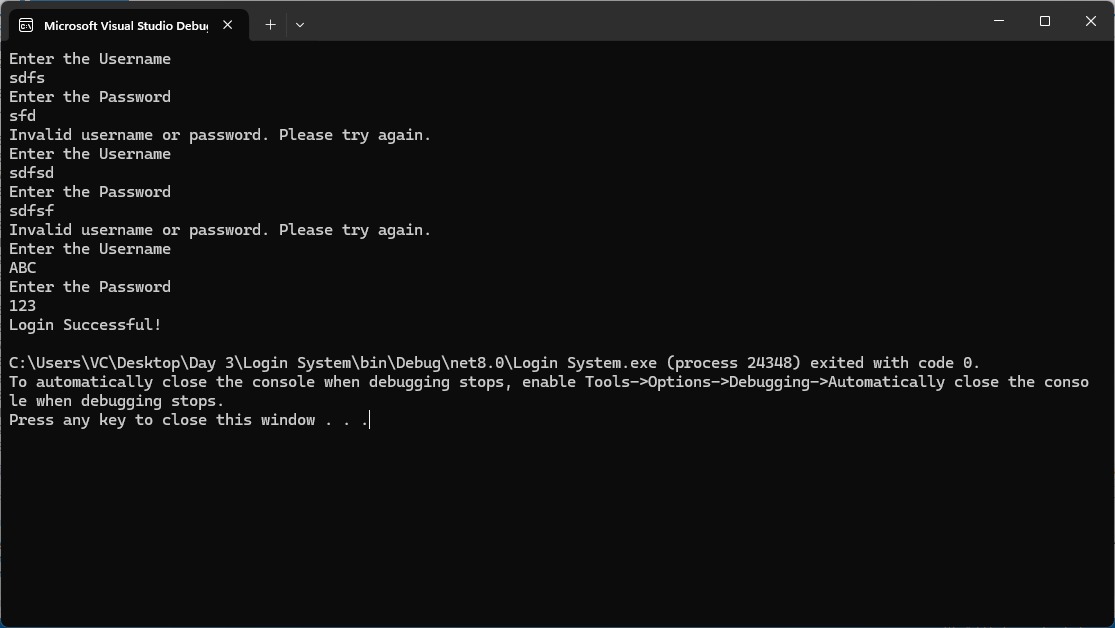 Microsoft Visual Studio Debug
Enter the Username
sdfs
Enter the Password
sfd
Invalid username or password. Please try again.
Enter the Username
sdfsd
Enter the Password
sdfsf
Invalid username or password. Please try again.
Enter the Username
ABC
Enter the Password
123
Login Successful!
C:\Users\VC\Desktop\Day 3\Login System\bin\Debug\net8.0\Login System.exe (process 24348) exited with code 0.
To automatically close the console when debugging stops, enable Tools->Options->Debugging->Automatically close the conso
le when debugging stops.
Press any key to close this window . . .